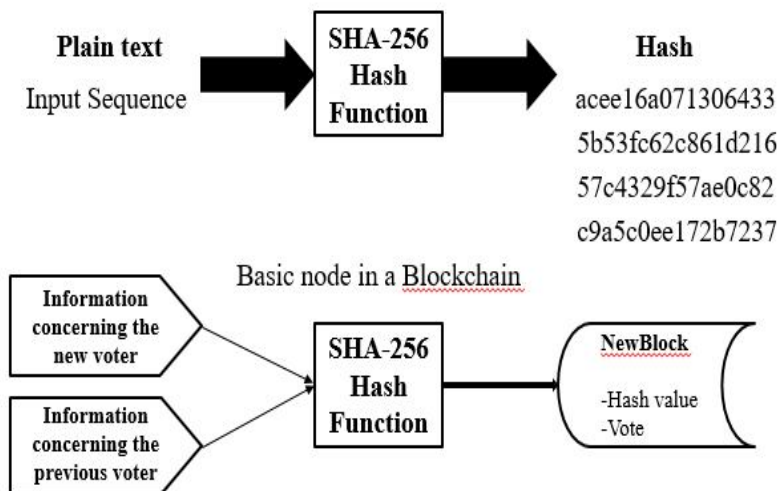 Plain text
Input Sequence
SHA-256
Hash
Function
Hash
acee16a071306433
5b53fc62c861d216
57c4329f57ae0c82
c9a5c0ee172b7237
Basic node in a Blockchain
Information
concerning the
new voter
Information
concerning the
previous voter
SHA-256
Hash
Function
NewBlock
-Hash value
-Vote